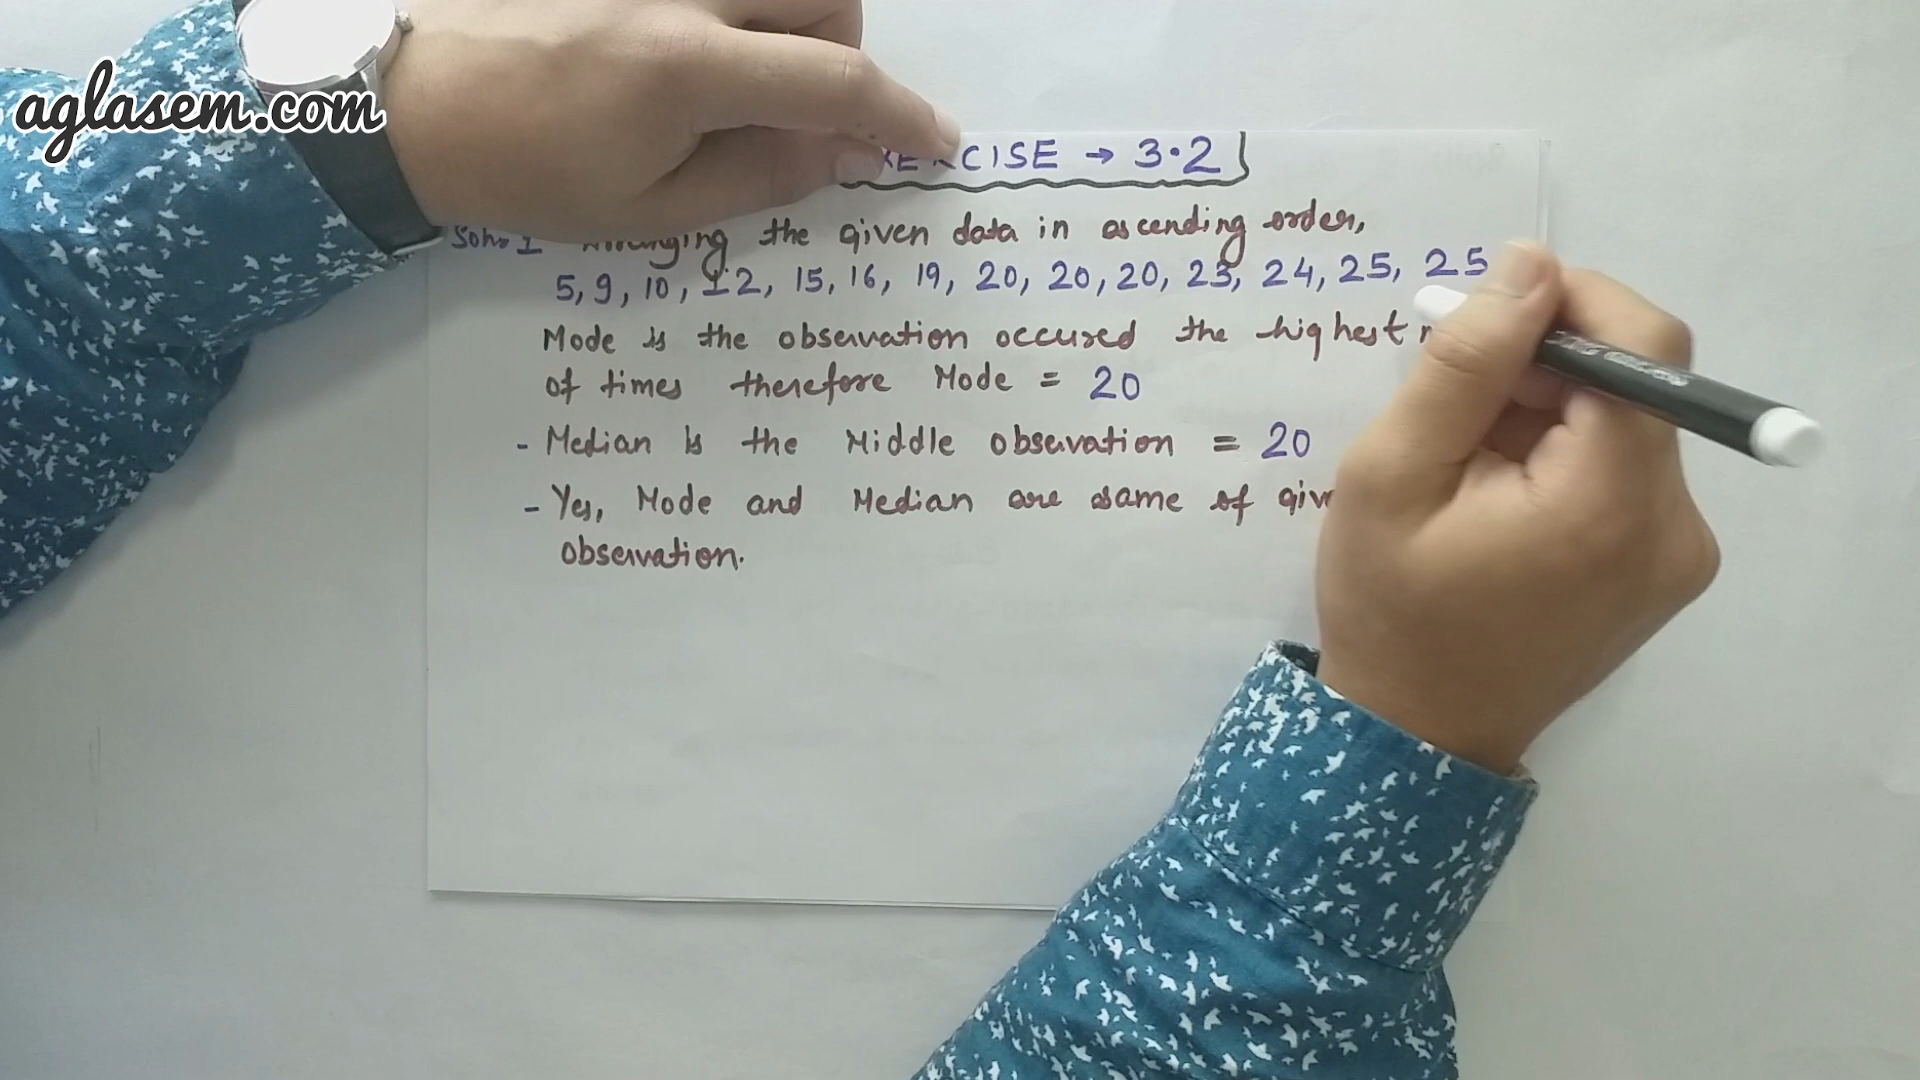 aglasem.com
EXERCISE → 3.2
Soln. 1 Arranging the given data in ascending order,
5, 9, 10, 12, 15, 16, 19, 20, 20, 20, 23, 24, 25, 25
Mode is the observation occured the highest
of times therefore Mode = 20
- Median is the Middle observation = 20
- Yes, Mode and Median are same of
observation.